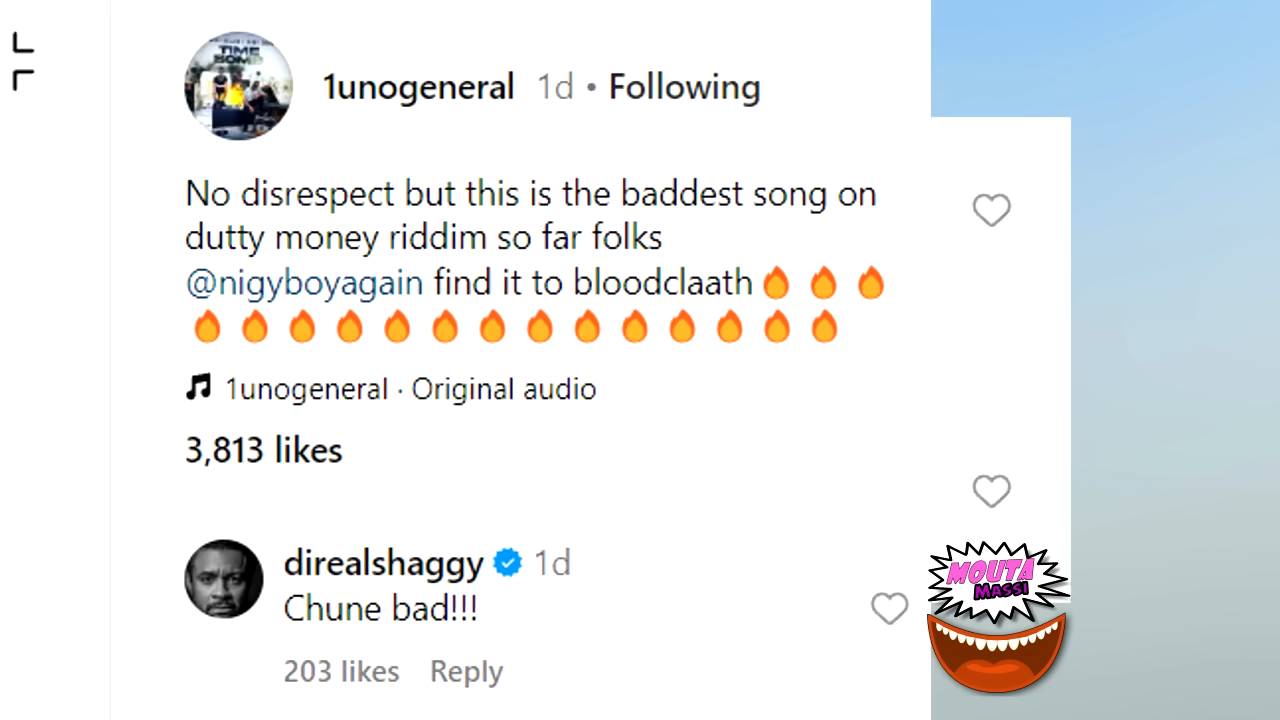 TIME
BOMB
1unogeneral 1d • Following
No disrespect but this is the baddest song on
dutty money riddim so far folks
@nigyboyagain find it to bloodclaath 🔥 🔥 🔥
🔥 🔥 🔥 🔥 🔥 🔥 🔥 🔥 🔥 🔥 🔥 🔥 🔥 🔥
1unogeneral · Original audio
3,813 likes
direalshaggy 1d
Chune bad!!!
203 likes Reply
MOUTA
MASSI